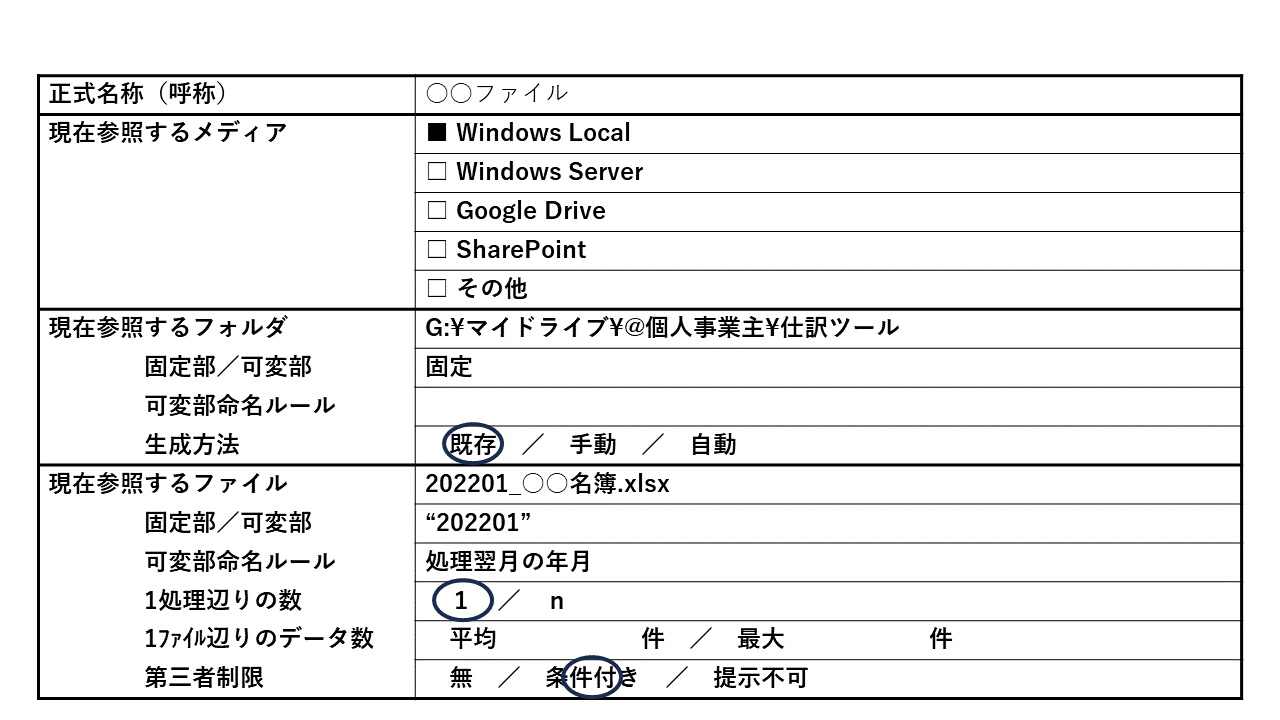 正式名称（呼称） ○○ファイル
現在参照するメディア ■ Windows Local
□ Windows Server
□ Google Drive
□ SharePoint
□ その他
現在参照するフォルダ G:¥マイドライブ¥@個人事業主¥仕訳ツール
固定部／可変部 固定
可変部命名ルール
生成方法 既存 ／ 手動 ／ 自動
現在参照するファイル 202201_○○名簿.xlsx
固定部／可変部 “202201”
可変部命名ルール 処理翌月の年月
1処理辺りの数 1 ／ n
1ﾌｧｲﾙ辺りのデータ数 平均 件 ／ 最大 件
第三者制限 無 ／ 条件付き ／ 提示不可